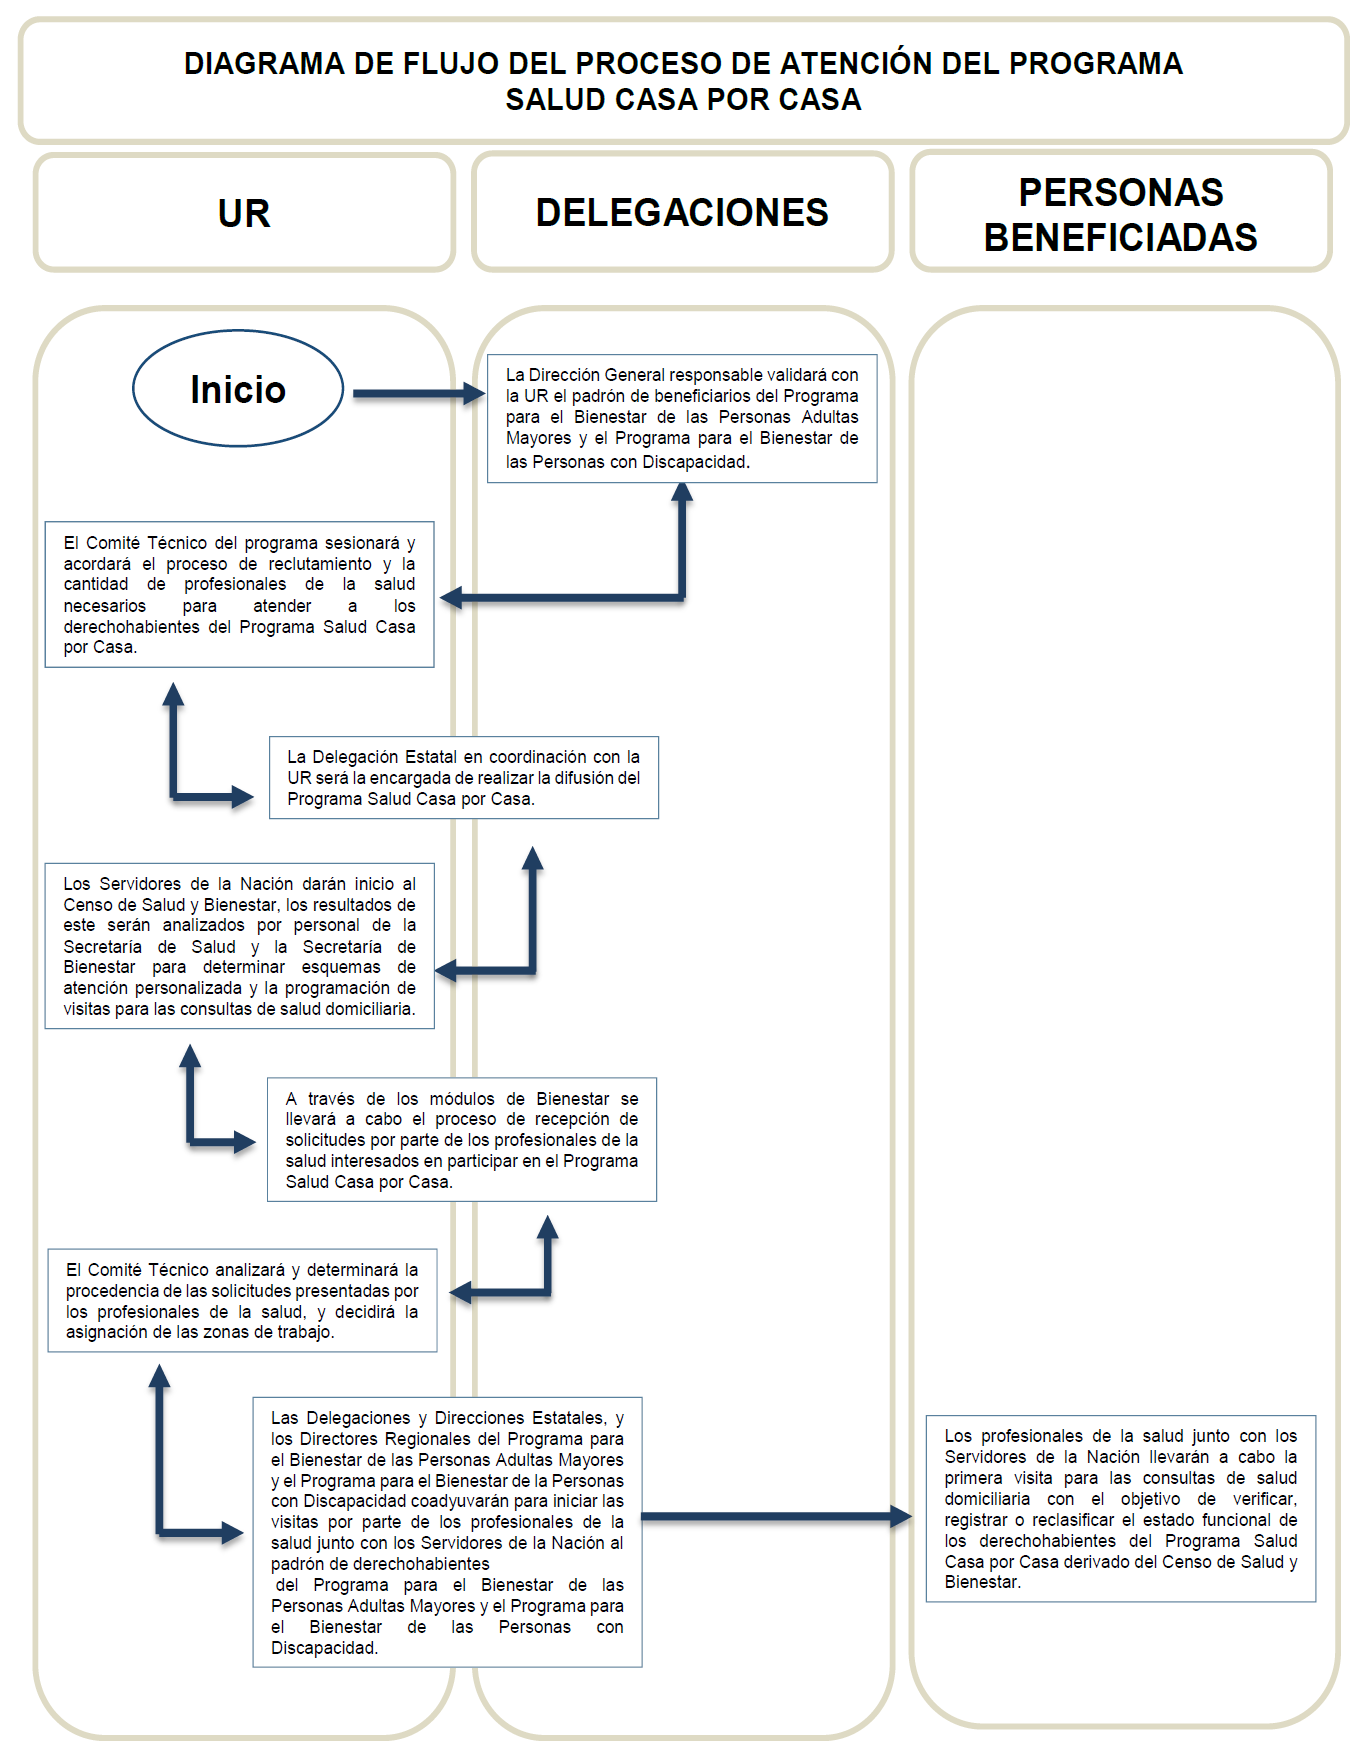 DIAGRAMA DE FLUJO DEL PROCESO DE ATENCIÓN DEL PROGRAMA
SALUD CASA POR CASA
UR
DELEGACIONES
PERSONAS
BENEFICIADAS
Inicio
La Dirección General responsable validará con
la UR el padrón de beneficiarios del Programa
para el Bienestar de las Personas Adultas
Mayores y el Programa para el Bienestar de
las Personas con Discapacidad.
El Comité Técnico del programa sesionará y
acordará el proceso de reclutamiento y la
cantidad de profesionales de la salud
necesarios para atender a los
derechohabientes del Programa Salud Casa
por Casa.
La Delegación Estatal en coordinación con la
UR será la encargada de realizar la difusión del
Programa Salud Casa por Casa.
Los Servidores de la Nación darán inicio al
Censo de Salud y Bienestar, los resultados de
este serán analizados por personal de la
Secretaría de Salud y la Secretaría de
Bienestar para determinar esquemas de
atención personalizada y la programación de
visitas para las consultas de salud domiciliaria.
A través de los módulos de Bienestar se
llevará a cabo el proceso de recepción de
solicitudes por parte de los profesionales de la
salud interesados en participar en el Programa
Salud Casa por Casa.
El Comité Técnico analizará y determinará la
procedencia de las solicitudes presentadas por
los profesionales de la salud, y decidirá la
asignación de las zonas de trabajo.
Las Delegaciones y Direcciones Estatales, y
los Directores Regionales del Programa para
el Bienestar de las Personas Adultas Mayores
y el Programa para el Bienestar de la Personas
con Discapacidad coadyuvarán para iniciar las
visitas por parte de los profesionales de la
salud junto con los Servidores de la Nación al
padrón de derechohabientes
del Programa para el Bienestar de las
Personas Adultas Mayores y el Programa para
el Bienestar de las Personas con
Discapacidad.
Los profesionales de la salud junto con los
Servidores de la Nación llevarán a cabo la
primera visita para las consultas de salud
domiciliaria con el objetivo de verificar,
registrar o reclasificar el estado funcional de
los derechohabientes del Programa Salud
Casa por Casa derivado del Censo de Salud y
Bienestar.